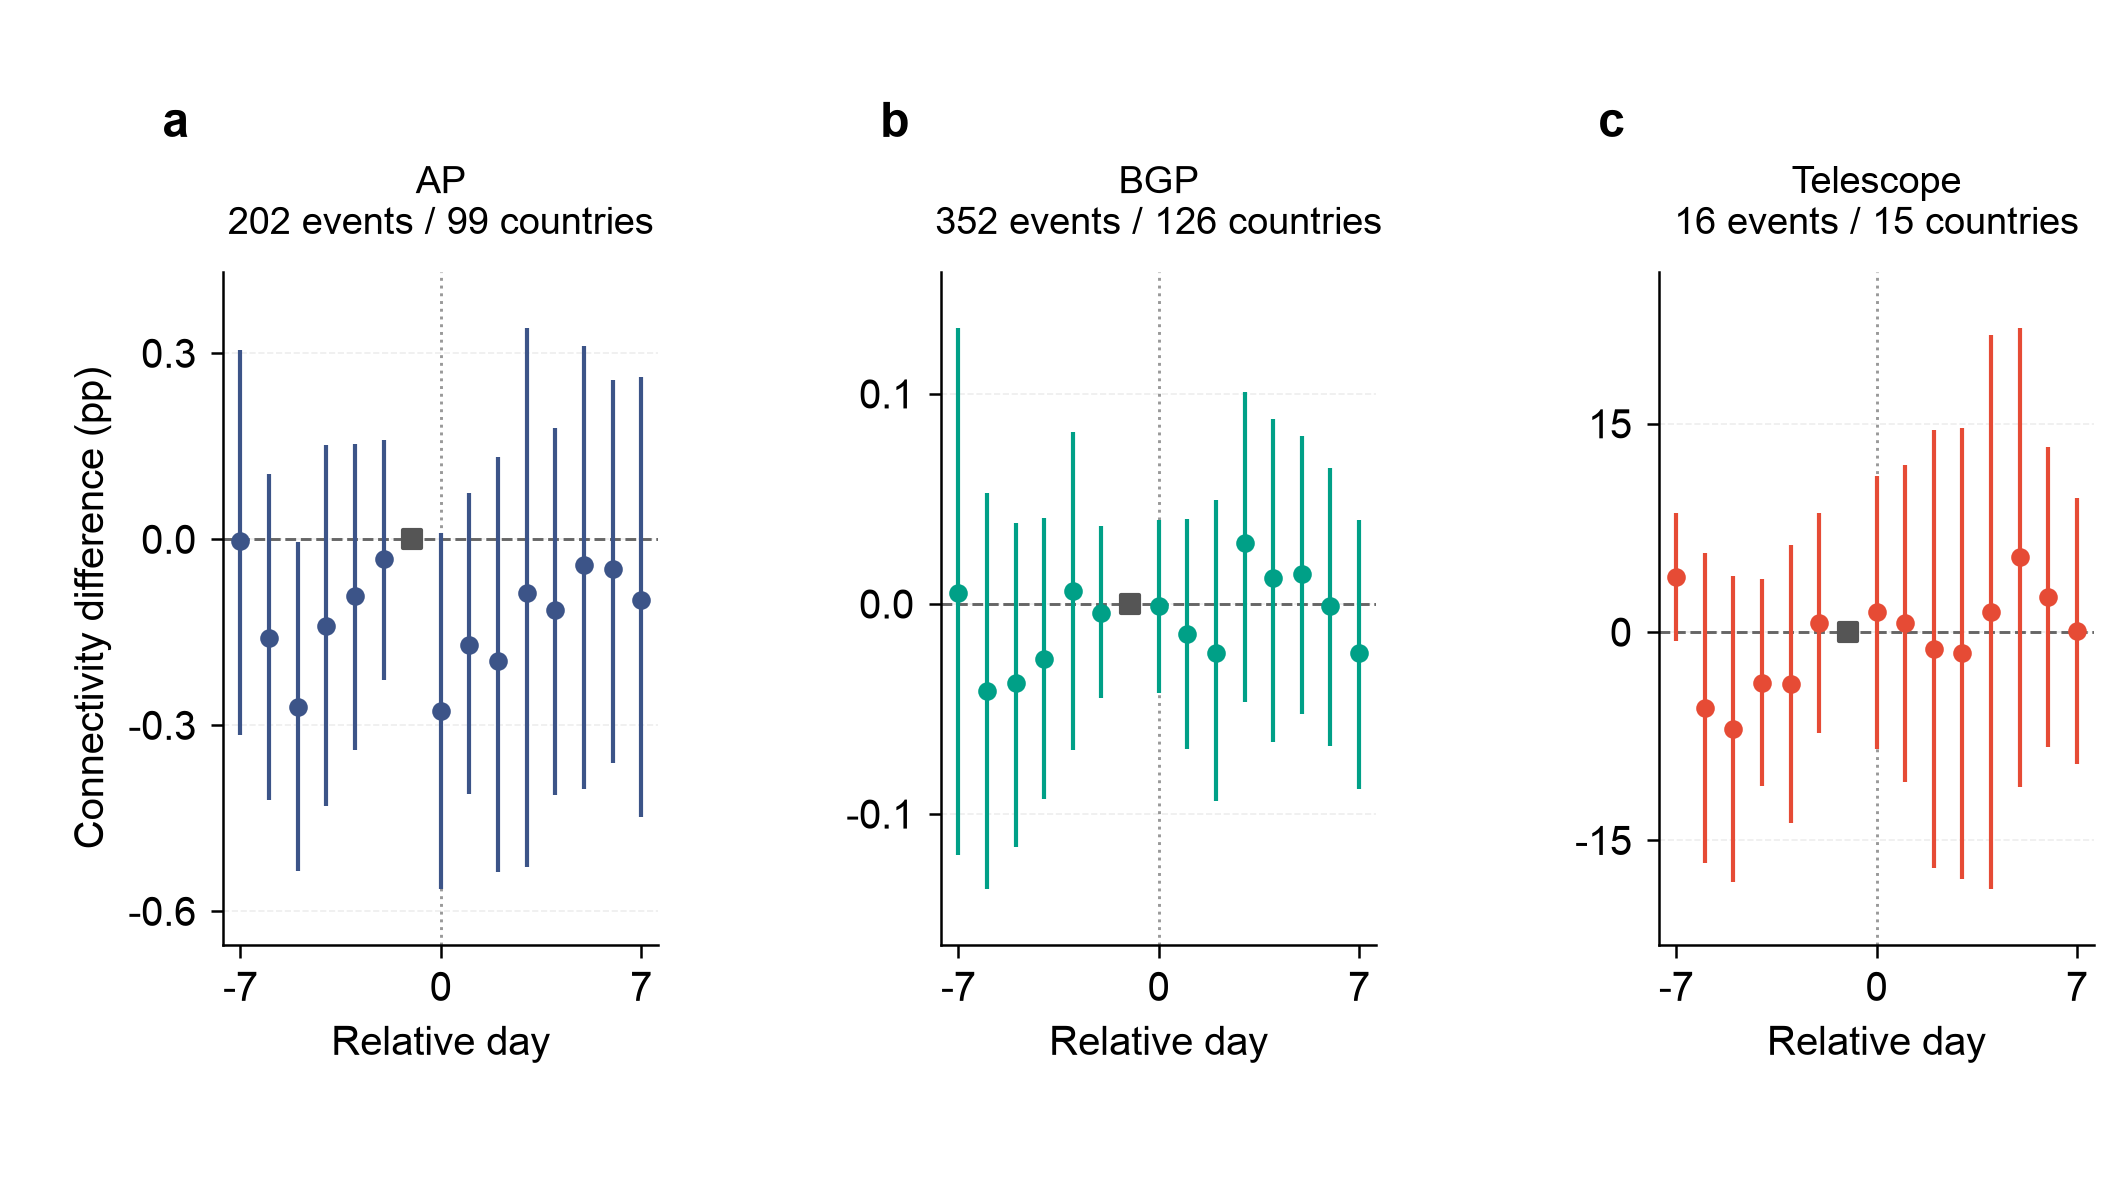 a
AP
202 events / 99 countries
Connectivity difference (pp)
0.3
0.0
-0.3
-0.6
-7
0
7
Relative day
b
BGP
352 events / 126 countries
0.1
0.0
-0.1
-7
0
7
Relative day
c
Telescope
16 events / 15 countries
15
0
-15
-7
0
7
Relative day